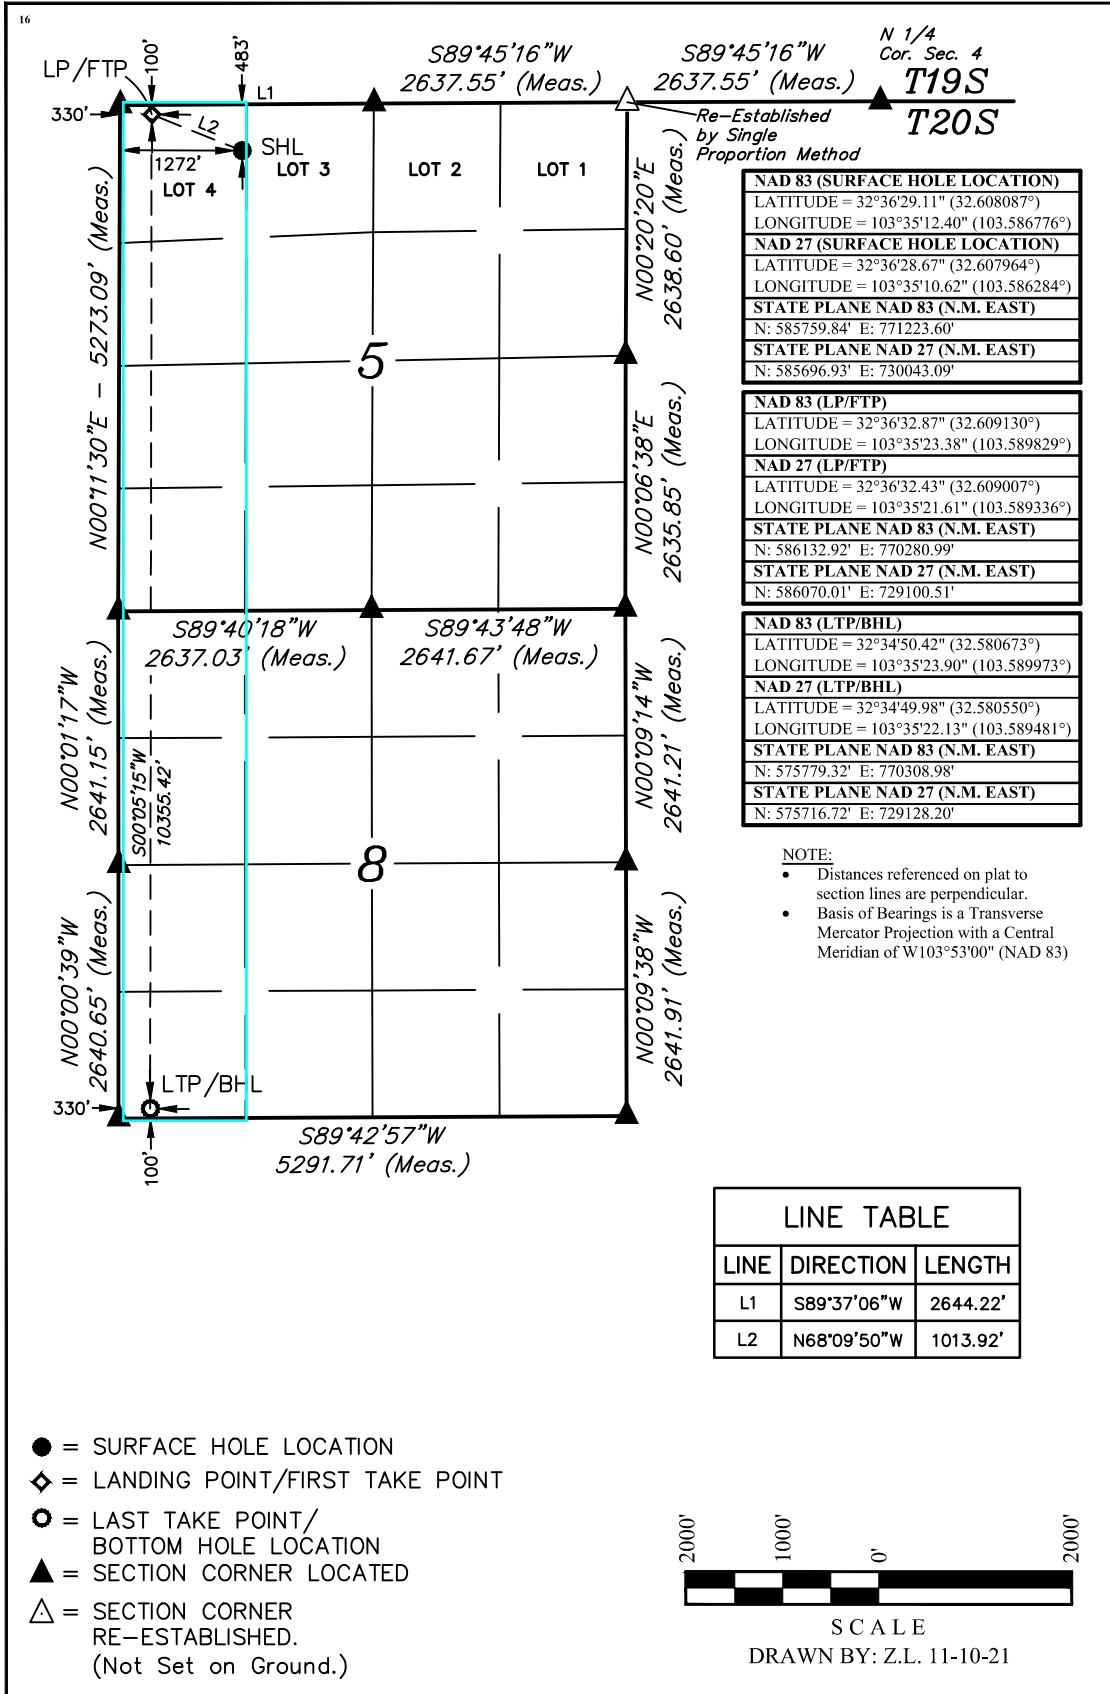 16
LP/FTP
100'
483'
L1
S89°45'16"W
2637.55' (Meas.)
S89°45'16"W
2637.55' (Meas.)
N 1/4
Cor. Sec. 4
T19S
T20S
330'
L2
SHL
1272'
LOT 4
LOT 3
LOT 2
LOT 1
Re-Established
by Single
Proportion Method
N00°11'30"E - 5273.09' (Meas.)
N00°20'20"E
2638.60' (Meas.)
5
N00°06'38"E
2635.85' (Meas.)
S89°40'18"W
2637.03' (Meas.)
S89°43'48"W
2641.67' (Meas.)
N00°01'17"W
2641.15' (Meas.)
S00°05'15"W
10355.42'
N00°09'14"W
2641.21' (Meas.)
8
N00°00'39"W
2640.65' (Meas.)
N00°09'38"W
2641.91' (Meas.)
LTP/BHL
330'
100'
S89°42'57"W
5291.71' (Meas.)
NAD 83 (SURFACE HOLE LOCATION)
LATITUDE = 32°36'29.11" (32.608087°)
LONGITUDE = 103°35'12.40" (103.586776°)
NAD 27 (SURFACE HOLE LOCATION)
LATITUDE = 32°36'28.67" (32.607964°)
LONGITUDE = 103°35'10.62" (103.586284°)
STATE PLANE NAD 83 (N.M. EAST)
N: 585759.84' E: 771223.60'
STATE PLANE NAD 27 (N.M. EAST)
N: 585696.93' E: 730043.09'
NAD 83 (LP/FTP)
LATITUDE = 32°36'32.87" (32.609130°)
LONGITUDE = 103°35'23.38" (103.589829°)
NAD 27 (LP/FTP)
LATITUDE = 32°36'32.43" (32.609007°)
LONGITUDE = 103°35'21.61" (103.589336°)
STATE PLANE NAD 83 (N.M. EAST)
N: 586132.92' E: 770280.99'
STATE PLANE NAD 27 (N.M. EAST)
N: 586070.01' E: 729100.51'
NAD 83 (LTP/BHL)
LATITUDE = 32°34'50.42" (32.580673°)
LONGITUDE = 103°35'23.90" (103.589973°)
NAD 27 (LTP/BHL)
LATITUDE = 32°34'49.98" (32.580550°)
LONGITUDE = 103°35'22.13" (103.589481°)
STATE PLANE NAD 83 (N.M. EAST)
N: 575779.32' E: 770308.98'
STATE PLANE NAD 27 (N.M. EAST)
N: 575716.72' E: 729128.20'
NOTE:
• Distances referenced on plat to
section lines are perpendicular.
• Basis of Bearings is a Transverse
Mercator Projection with a Central
Meridian of W103°53'00" (NAD 83)
LINE TABLE
LINE DIRECTION LENGTH
L1 S89°37'06"W 2644.22'
L2 N68°09'50"W 1013.92'
= SURFACE HOLE LOCATION
= LANDING POINT/FIRST TAKE POINT
= LAST TAKE POINT/
BOTTOM HOLE LOCATION
= SECTION CORNER LOCATED
= SECTION CORNER
RE-ESTABLISHED.
(Not Set on Ground.)
2000' 1000' 0' 2000'
SCALE
DRAWN BY: Z.L. 11-10-21